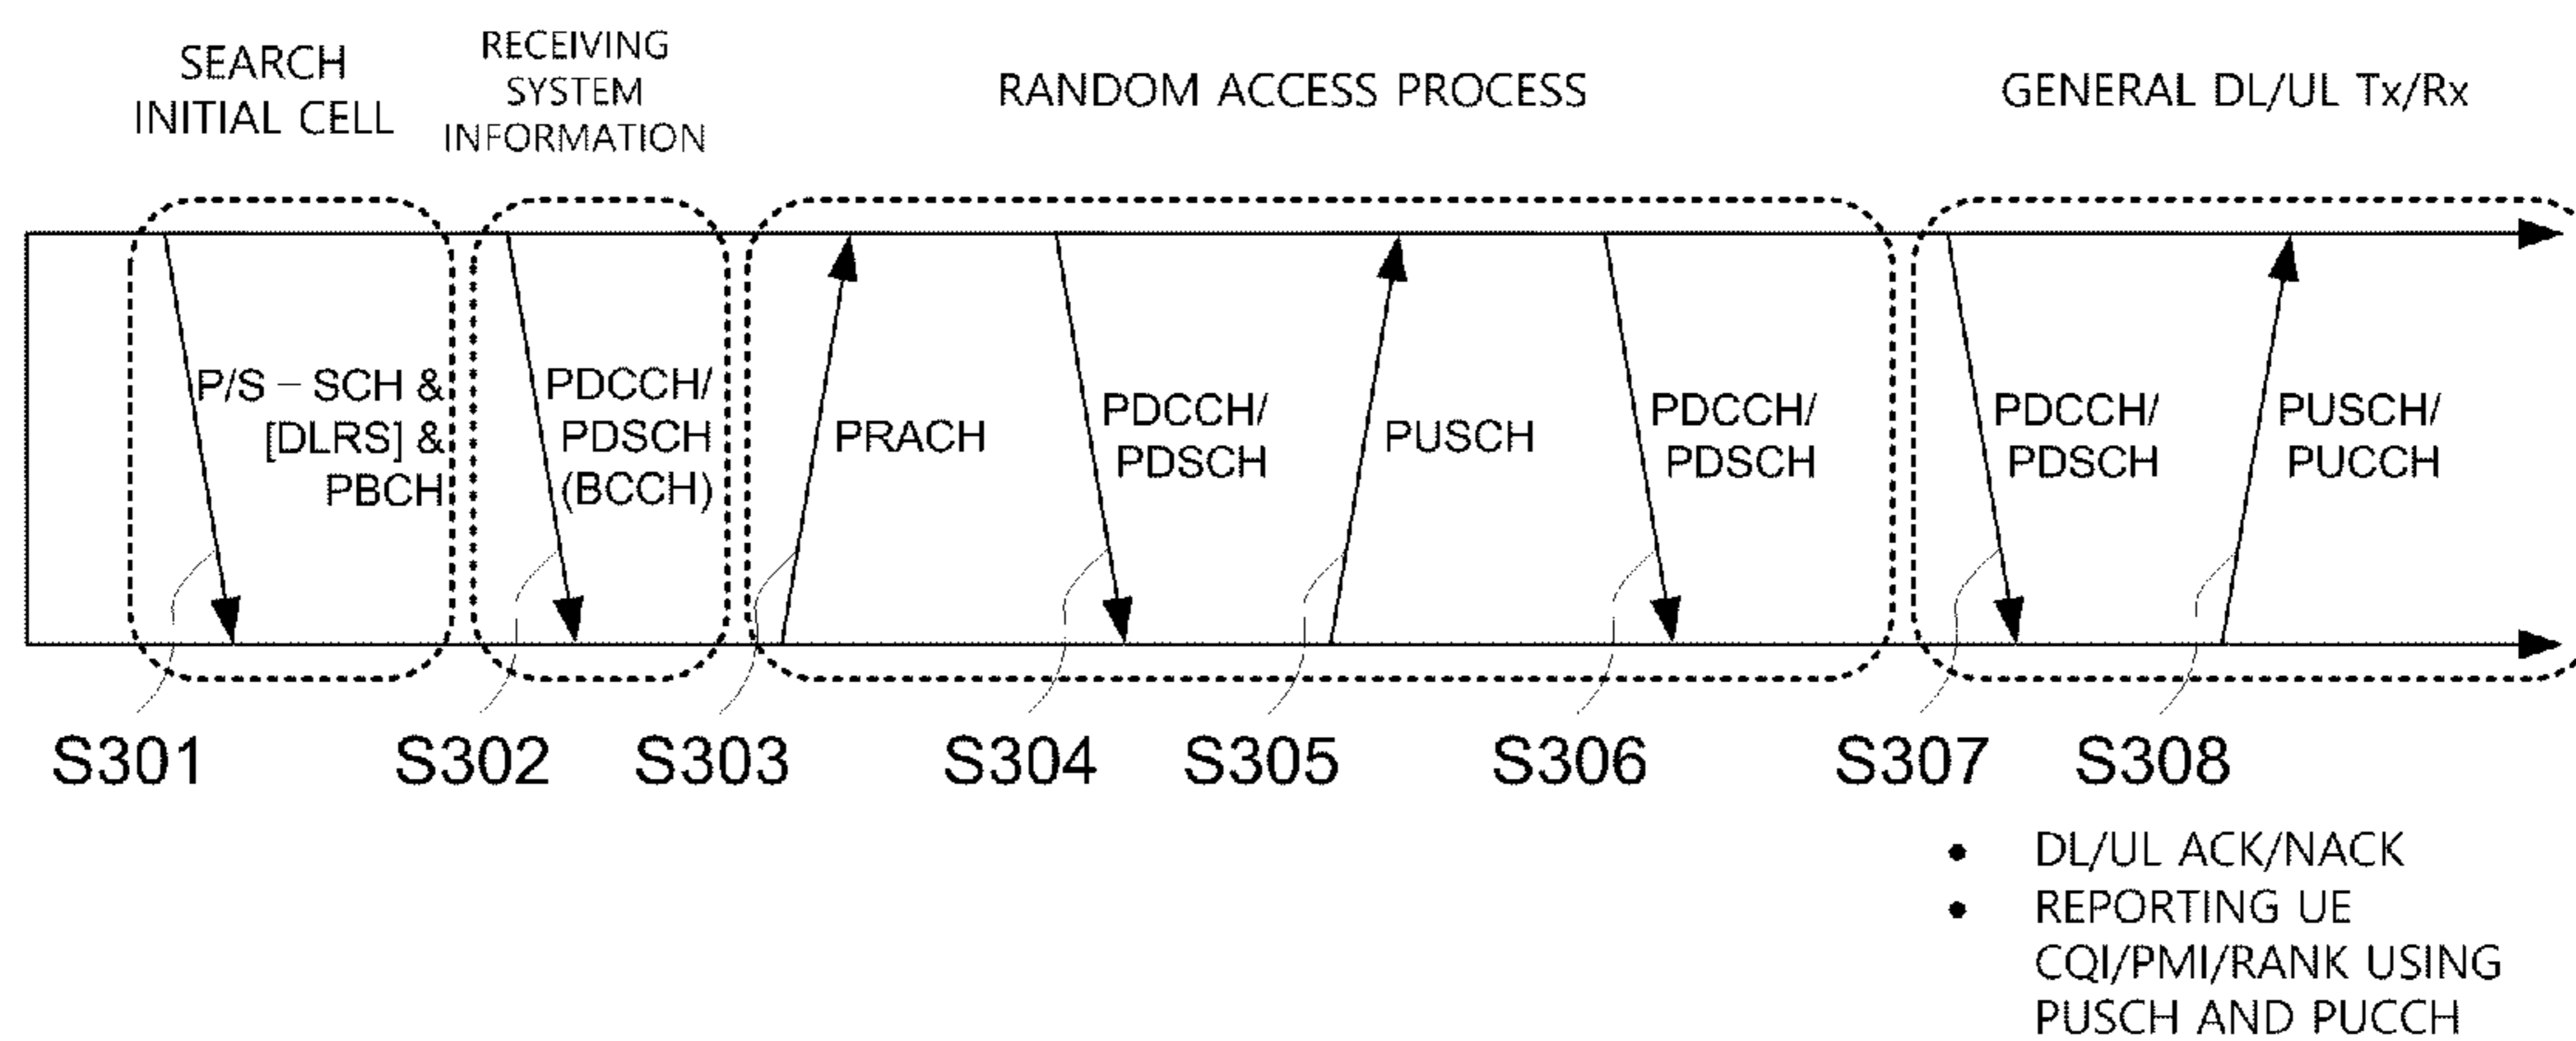 SEARCH
INITIAL CELL
RECEIVING
SYSTEM
INFORMATION
RANDOM ACCESS PROCESS
GENERAL DL/UL Tx/Rx
P/S – SCH &
[DLRS] &
PBCH
PDCCH/
PDSCH
(BCCH)
PRACH
PDCCH/
PDSCH
PUSCH
PDCCH/
PDSCH
PDCCH/
PDSCH
PUSCH/
PUCCH
S301
S302
S303
S304
S305
S306
S307
S308
• DL/UL ACK/NACK
• REPORTING UE
CQI/PMI/RANK USING
PUSCH AND PUCCH